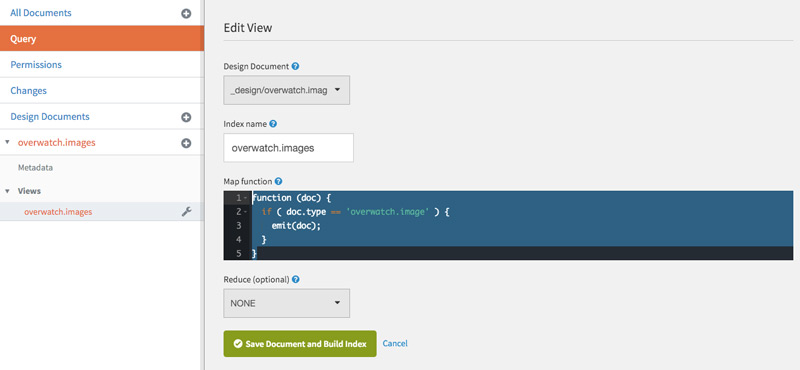 All Documents
Query
Permissions
Changes
Design Documents
overwatch.images
Metadata
Views
overwatch.images
Edit View
Design Document
_design/overwatch.imag
Index name
overwatch.images
Map function
1 function (doc) {
2 if ( doc.type == 'overwatch.image' ) {
3 emit(doc);
4 }
5 }
Reduce (optional)
NONE
Save Document and Build Index Cancel